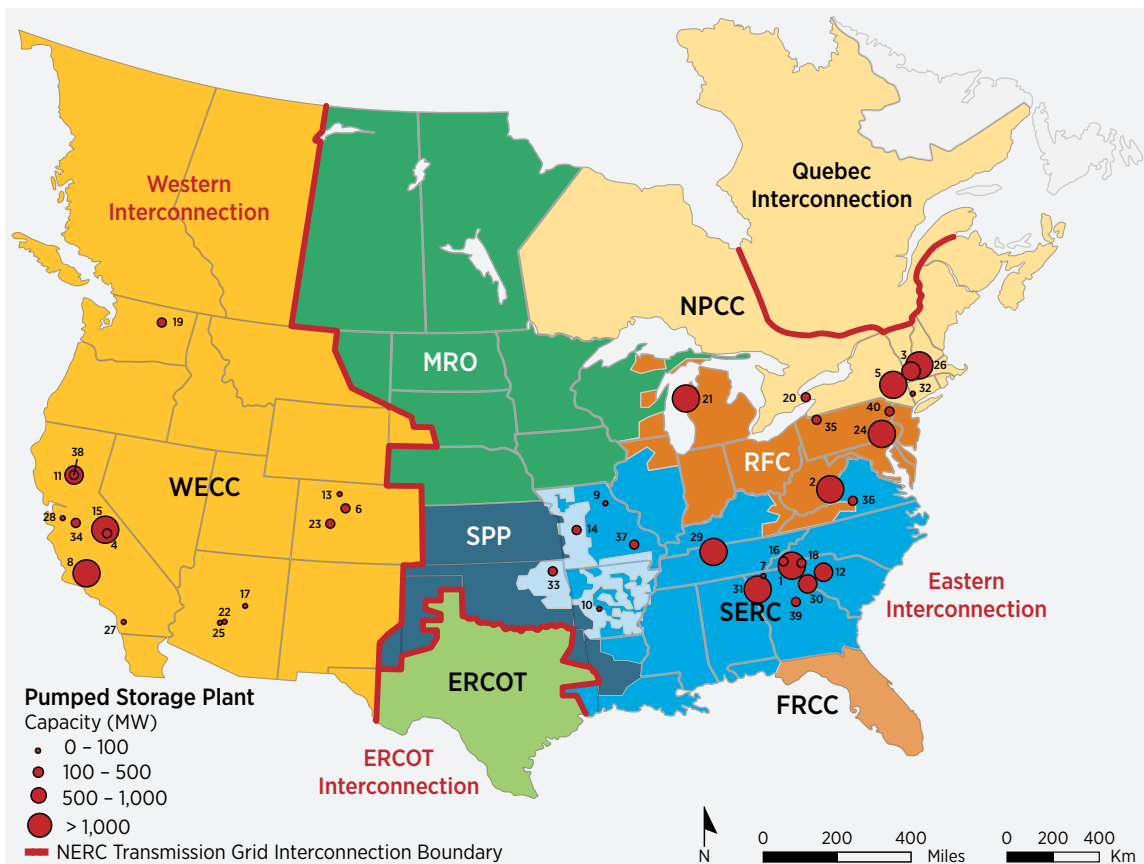 Quebec
Interconnection
Western
Interconnection
NPCC
19
MRO
3
26
5
32
20
21
40
35
24
38
11
WECC
RFC
2
13
6
23
9
36
SPP
28
15
34
4
14
37
29
16
18
8
33
7
12
1
31
30
Eastern
Interconnection
17
22
25
10
SERC
39
27
ERCOT
FRCC
Pumped Storage Plant
Capacity (MW)
0 – 100
100 – 500
500 – 1,000
> 1,000
NERC Transmission Grid Interconnection Boundary
ERCOT
Interconnection
N
0 200 400
Miles
0 200 400
Km